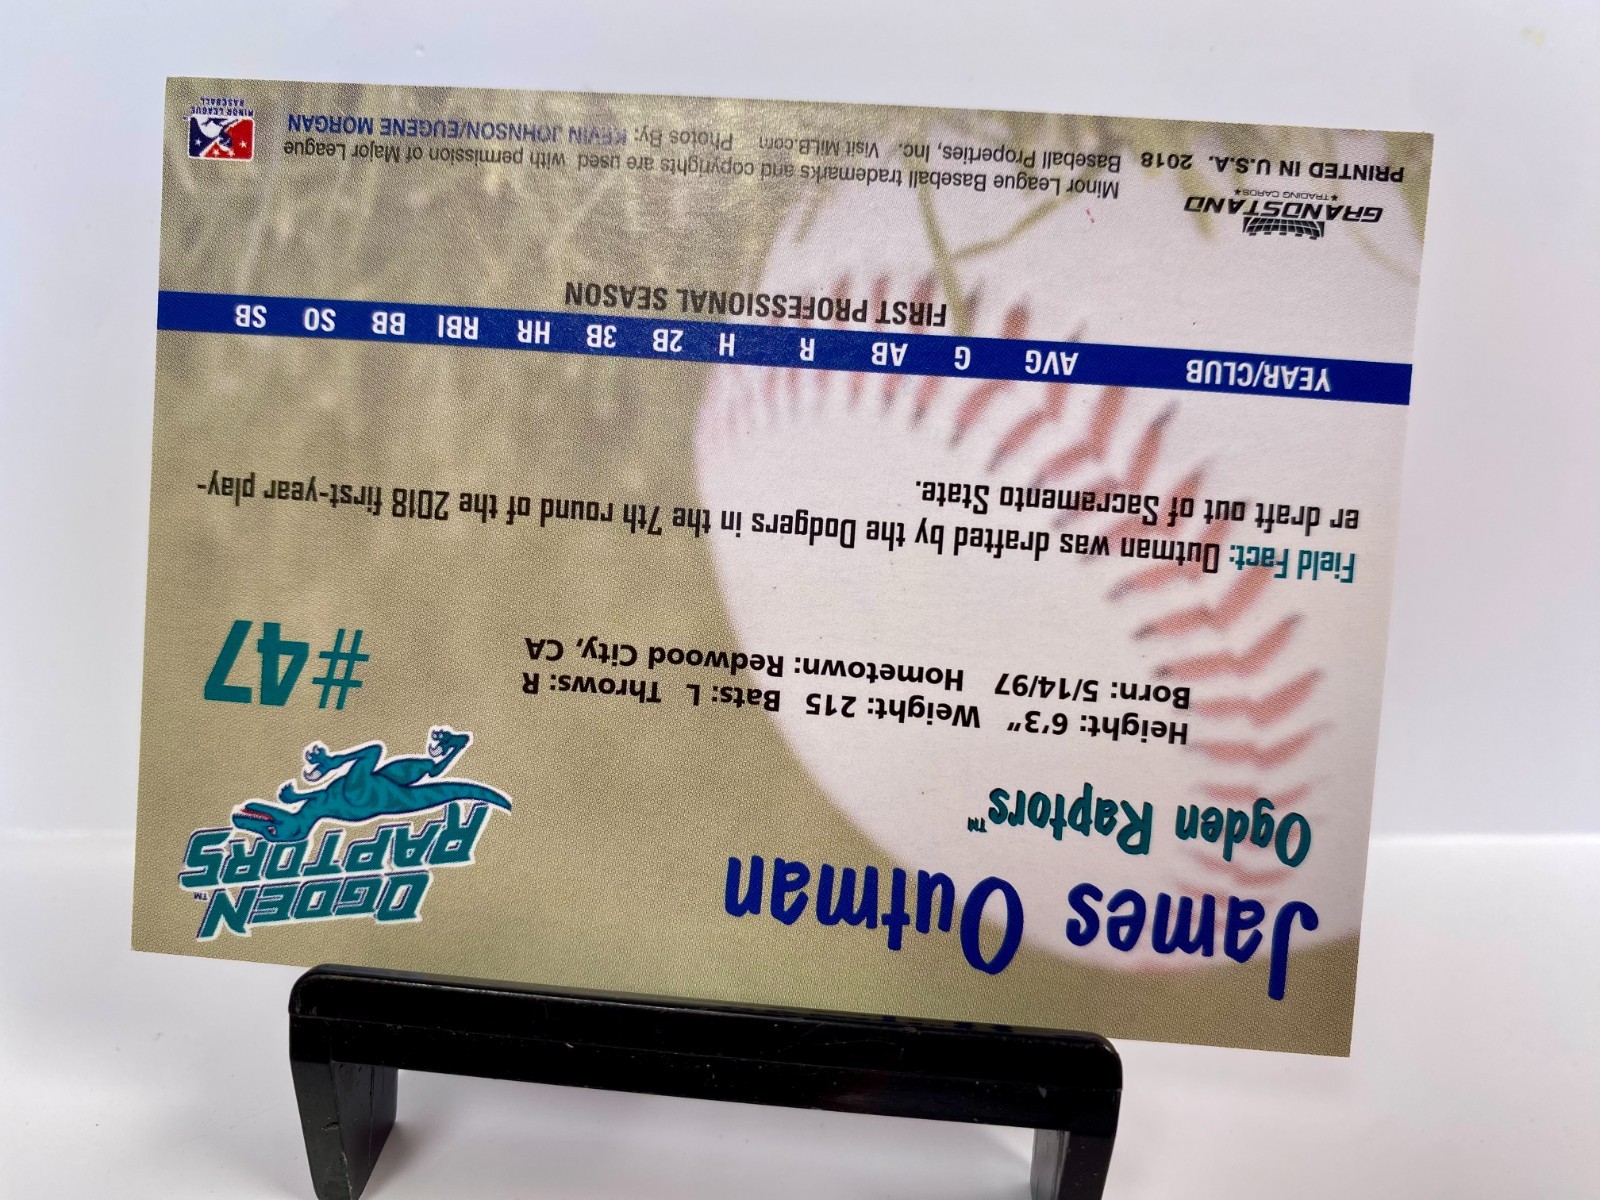 James Outman
Ogden Raptors™
OGDEN™
RAPTORS
Height: 6'3" Weight: 215 Bats: L Throws: R
Born: 5/14/97 Hometown: Redwood City, CA
#47
Field Fact: Outman was drafted by the Dodgers in the 7th round of the 2018 first-year play-
er draft out of Sacramento State.
YEAR/CLUB AVG G AB R H 2B 3B HR RBI BB SO SB
FIRST PROFESSIONAL SEASON
GRANDSTAND
★TRADING CARDS★
PRINTED IN U.S.A. 2018
Minor League Baseball trademarks and copyrights are used with permission of Major League
Baseball Properties, Inc. Visit MiLB.com Photos By: KEVIN JOHNSON/EUGENE MORGAN
MINOR LEAGUE
BASEBALL